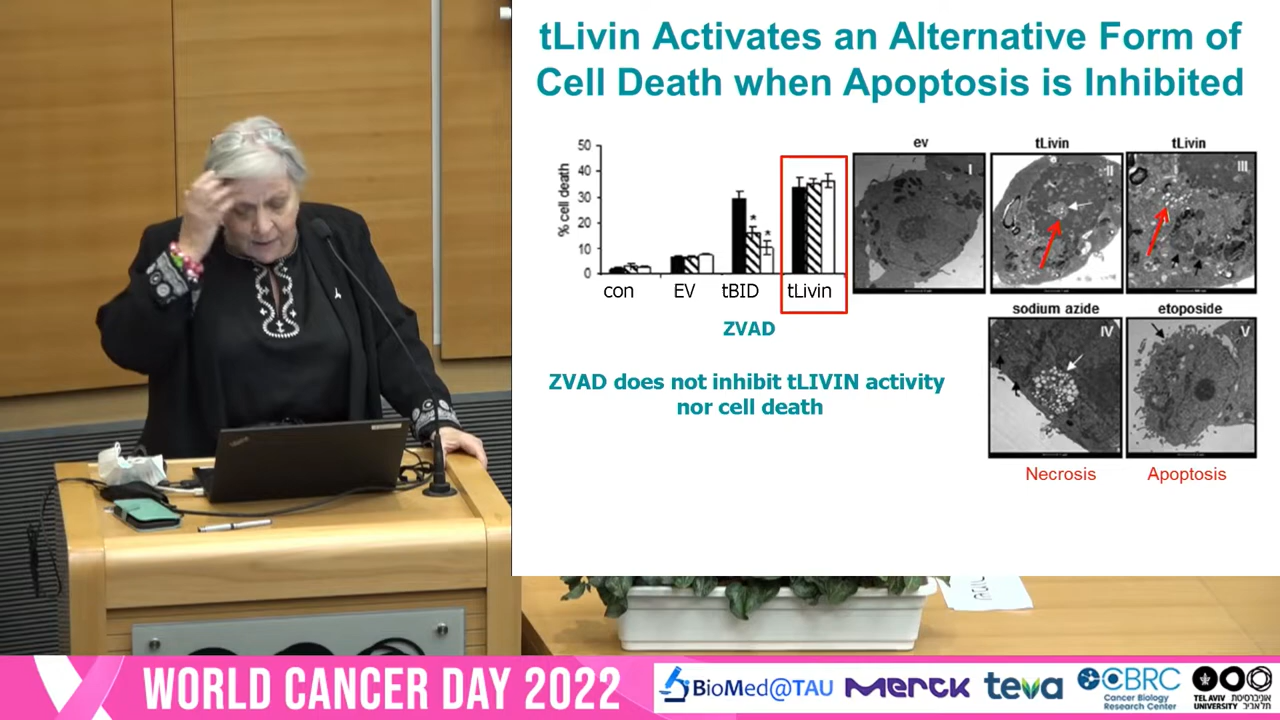 tLivin Activates an Alternative Form of
Cell Death when Apoptosis is Inhibited
% cell death
50
40
30
20
10
0
*
*
con
EV
tBID
tLivin
ZVAD
ZVAD does not inhibit tLIVIN activity
nor cell death
ev
tLivin
tLivin
I
II
III
sodium azide
etoposide
IV
V
Necrosis
Apoptosis
WORLD CANCER DAY 2022
BioMed@TAU
MERCK
teva
CBRC
Cancer Biology
Research Center
TEL AVIV אוניברסיטת
UNIVERSITY תל אביב